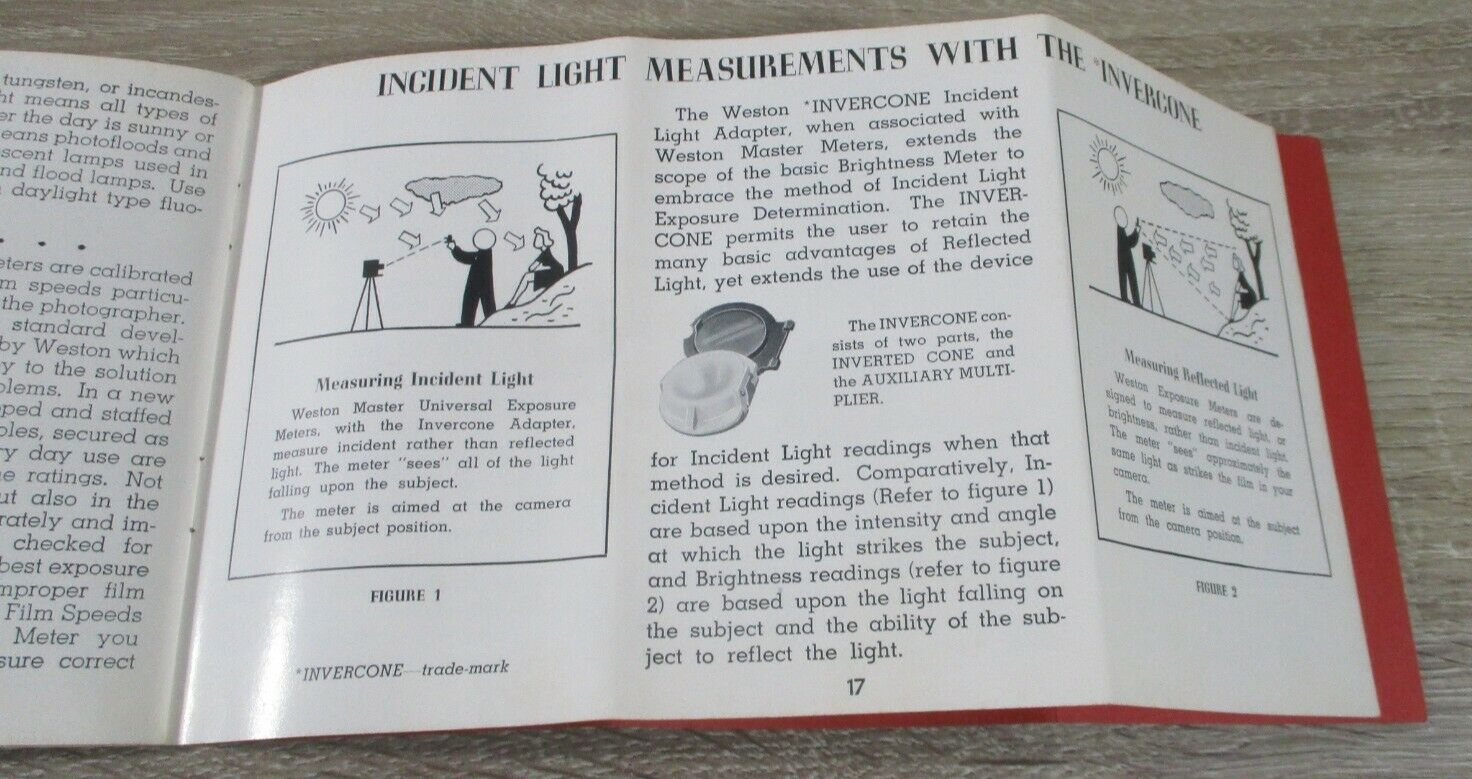 tungsten, or incandes-
ht means all types of
er the day is sunny or
eans photofloods and
scent lamps used in
nd flood lamps. Use
daylight type fluo-
eters are calibrated
m speeds particu-
the photographer.
standard devel-
by Weston which
y to the solution
blems. In a new
ped and staffed
ples, secured as
ry day use are
e ratings. Not
ut also in the
rately and im-
checked for
best exposure
mproper film
Film Speeds
Meter you
sure correct
INCIDENT LIGHT MEASUREMENTS WITH THE *INVERCONE
Measuring Incident Light
Weston Master Universal Exposure
Meters, with the Invercone Adapter,
measure incident rather than reflected
light. The meter "sees" all of the light
falling upon the subject.
The meter is aimed at the camera
from the subject position.
FIGURE 1
*INVERCONE—trade-mark
The Weston *INVERCONE Incident
Light Adapter, when associated with
Weston Master Meters, extends the
scope of the basic Brightness Meter to
embrace the method of Incident Light
Exposure Determination. The INVER-
CONE permits the user to retain the
many basic advantages of Reflected
Light, yet extends the use of the device
The INVERCONE con-
sists of two parts, the
INVERTED CONE and
the AUXILIARY MULTI-
PLIER.
for Incident Light readings when that
method is desired. Comparatively, In-
cident Light readings (Refer to figure 1)
are based upon the intensity and angle
at which the light strikes the subject,
and Brightness readings (refer to figure
2) are based upon the light falling on
the subject and the ability of the sub-
ject to reflect the light.
17
Measuring Reflected Light
Weston Exposure Meters are de-
signed to measure reflected light, or
brightness, rather than incident light.
The meter "sees" approximately the
same light as strikes the film in your
camera.
The meter is aimed at the subject
from the camera position.
FIGURE 2